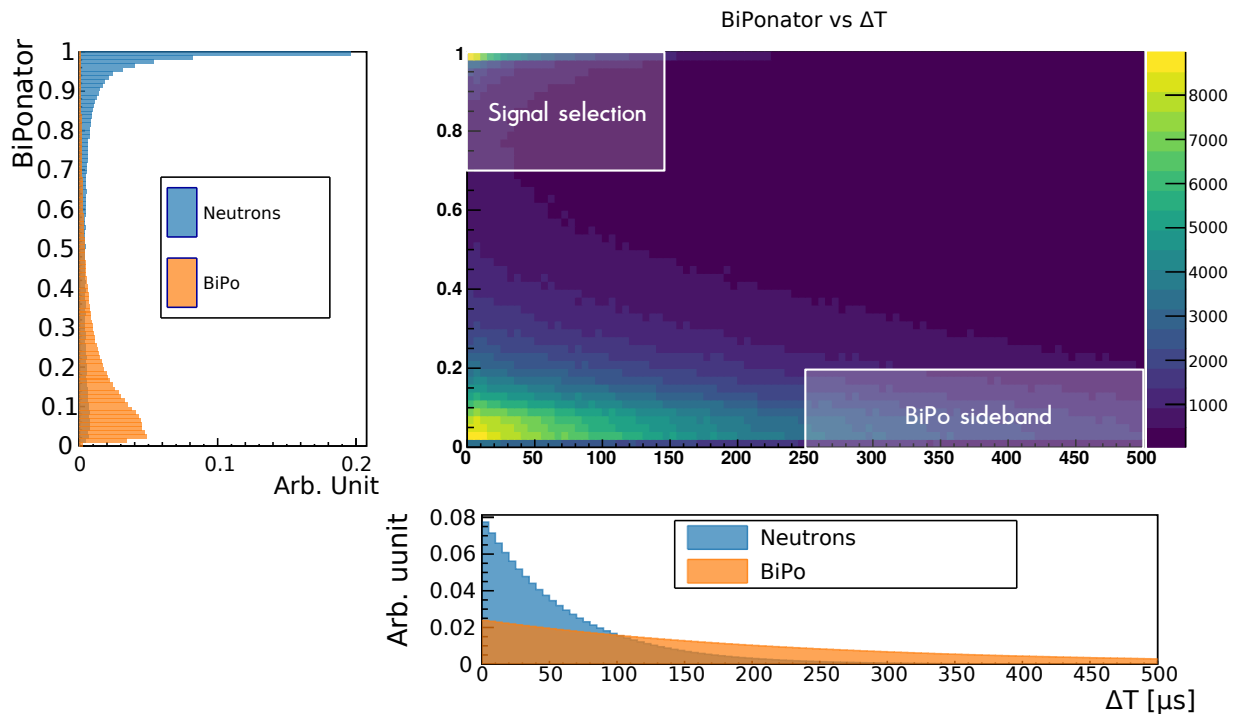 BiPonator vs ΔT
BiPonator
1
0.9
0.8
0.7
0.6
0.5
0.4
0.3
0.2
0.1
0
Neutrons
BiPo
0
0.1
0.2
Arb. Unit
1
0.8
0.6
0.4
0.2
0
Signal selection
BiPo sideband
0 50 100 150 200 250 300 350 400 450 500
8000
7000
6000
5000
4000
3000
2000
1000
Arb. uunit
0.08
0.06
0.04
0.02
0
Neutrons
BiPo
0 50 100 150 200 250 300 350 400 450 500
ΔT [μs]